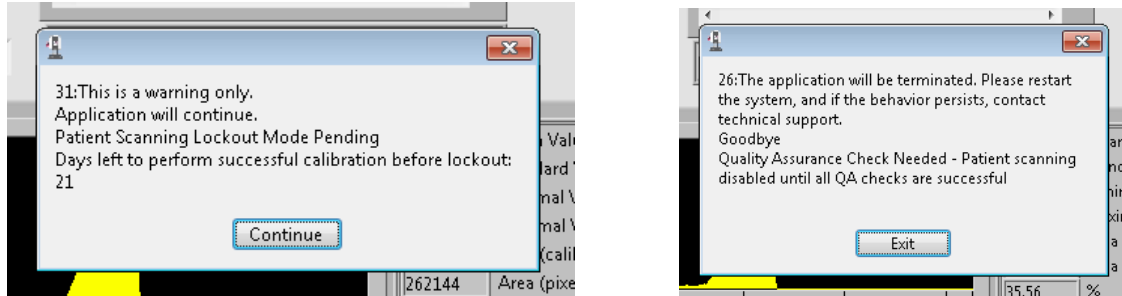 31:This is a warning only.
Application will continue.
Patient Scanning Lockout Mode Pending
Days left to perform successful calibration before lockout:
21
Continue
262144 Area (pixe
26:The application will be terminated. Please restart
the system, and if the behavior persists, contact
technical support.
Goodbye
Quality Assurance Check Needed - Patient scanning
disabled until all QA checks are successful
Exit
35.56 %